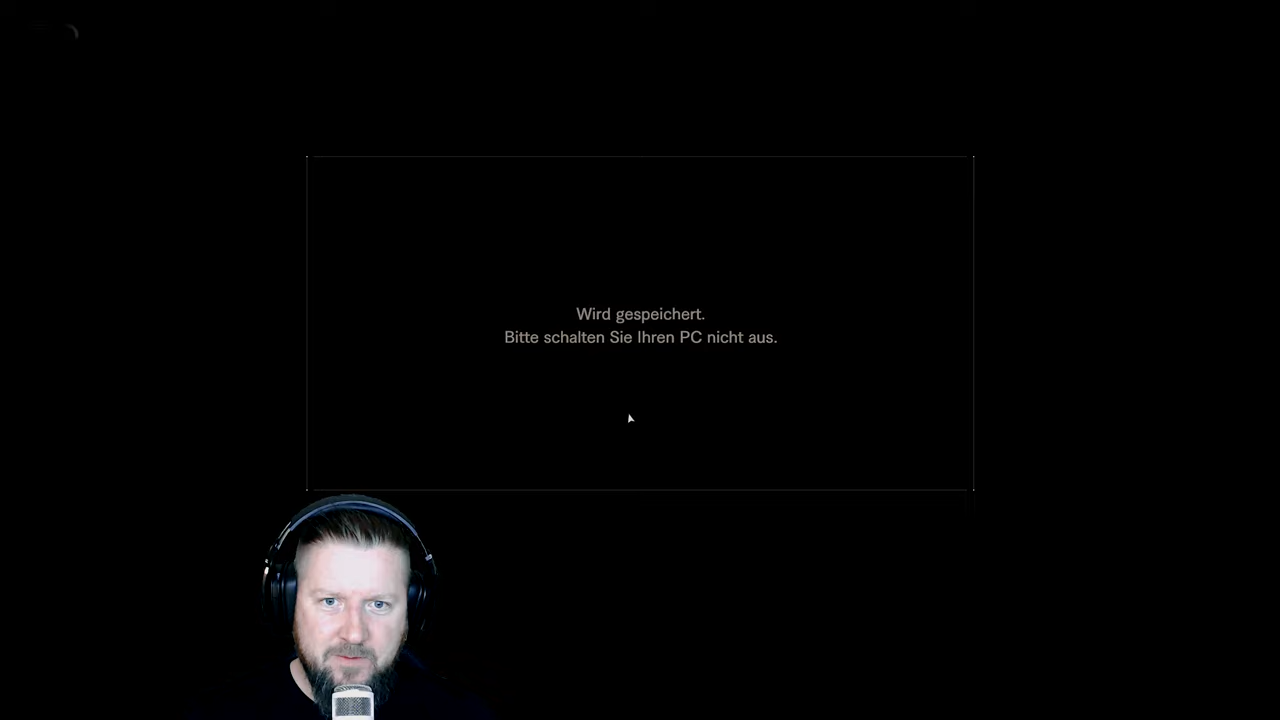 Wird gespeichert.
Bitte schalten Sie Ihren PC nicht aus.